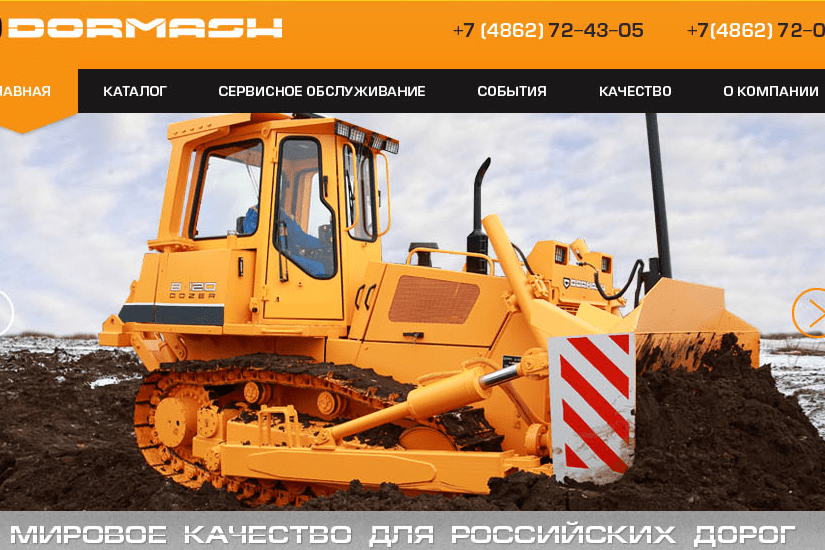 DORMASH
+7 (4862) 72-43-05 +7(4862) 72-0
ЛАВНАЯ КАТАЛОГ СЕРВИСНОЕ ОБСЛУЖИВАНИЕ СОБЫТИЯ КАЧЕСТВО О КОМПАНИИ
B-120
DOZER
МИРОВОЕ КАЧЕСТВО ДЛЯ РОССИЙСКИХ ДОРОГ